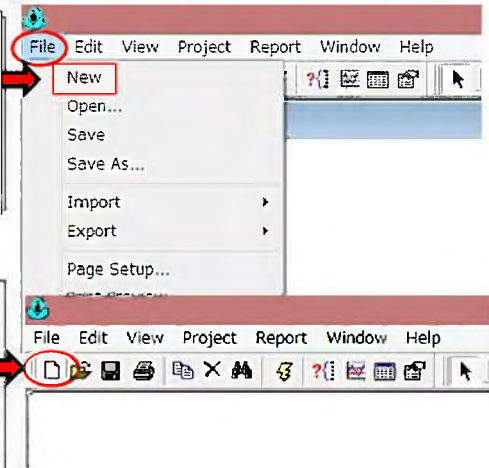 File Edit View Project Report Window Help
New
Open...
Save
Save As...
Import
Export
Page Setup...
File Edit View Project Report Window Help